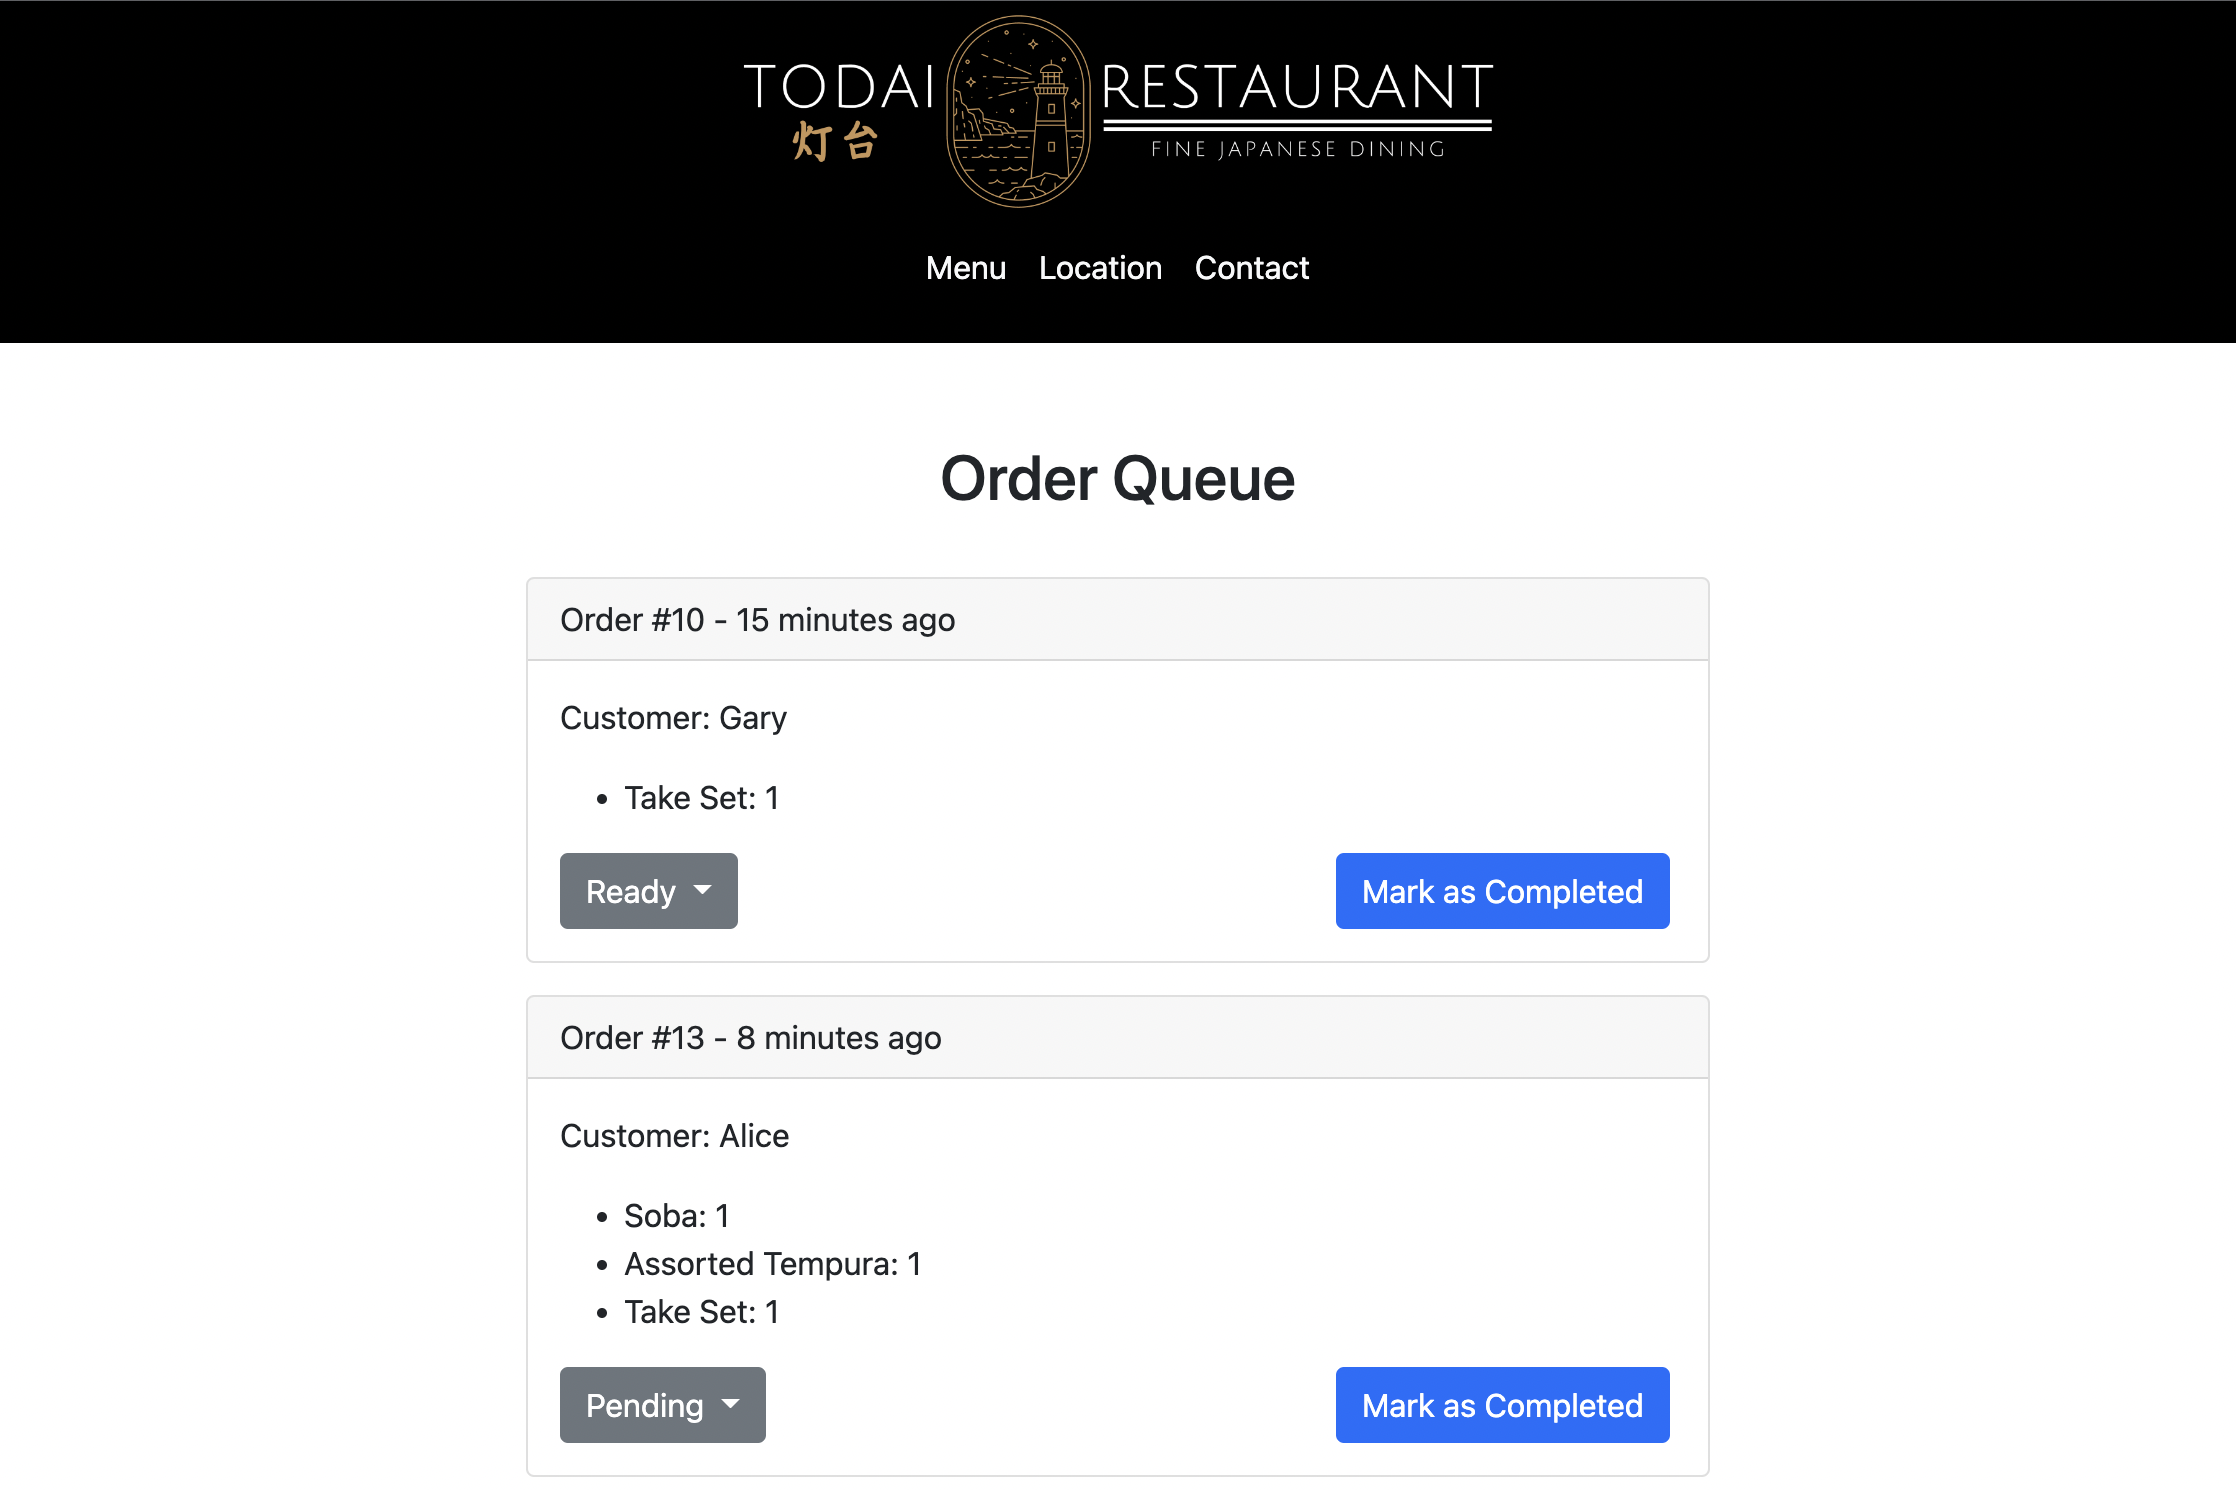 TODAI RESTAURANT
灯台
FINE JAPANESE DINING
Menu Location Contact
Order Queue
Order #10 - 15 minutes ago
Customer: Gary
• Take Set: 1
Ready
Mark as Completed
Order #13 - 8 minutes ago
Customer: Alice
• Soba: 1
• Assorted Tempura: 1
• Take Set: 1
Pending
Mark as Completed